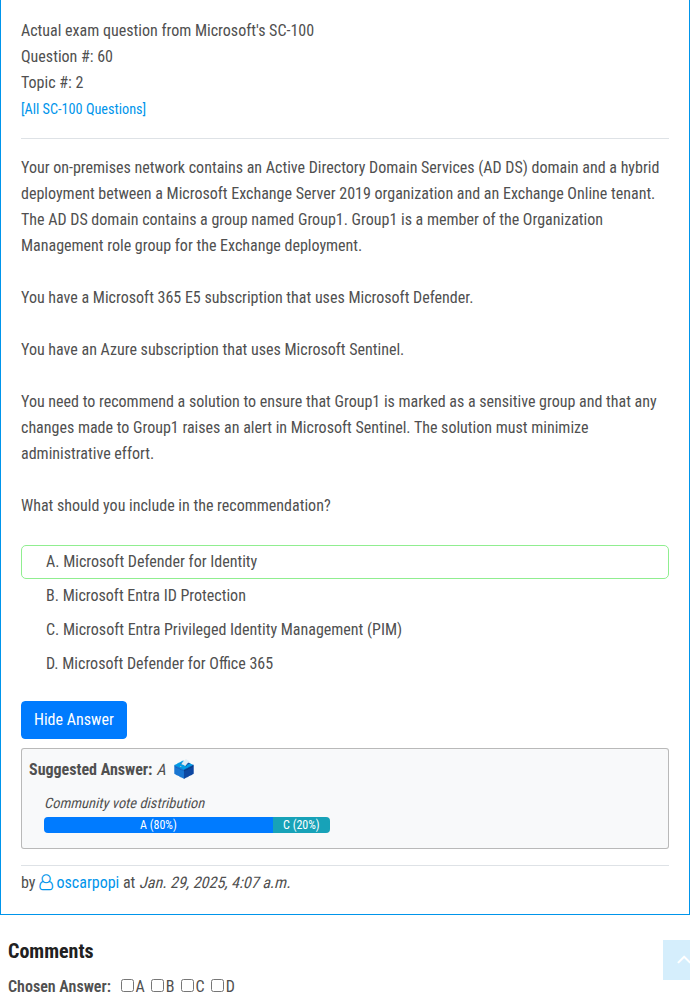 Actual exam question from Microsoft's SC-100
Question #: 60
Topic #: 2
[All SC-100 Questions]
Your on-premises network contains an Active Directory Domain Services (AD DS) domain and a hybrid
deployment between a Microsoft Exchange Server 2019 organization and an Exchange Online tenant.
The AD DS domain contains a group named Group1. Group1 is a member of the Organization
Management role group for the Exchange deployment.
You have a Microsoft 365 E5 subscription that uses Microsoft Defender.
You have an Azure subscription that uses Microsoft Sentinel.
You need to recommend a solution to ensure that Group1 is marked as a sensitive group and that any
changes made to Group1 raises an alert in Microsoft Sentinel. The solution must minimize
administrative effort.
What should you include in the recommendation?
A. Microsoft Defender for Identity
B. Microsoft Entra ID Protection
C. Microsoft Entra Privileged Identity Management (PIM)
D. Microsoft Defender for Office 365
Hide Answer
Suggested Answer: A
Community vote distribution
A (80%) C (20%)
by oscarpopi at Jan. 29, 2025, 4:07 a.m.
Comments
Chosen Answer: A B C D